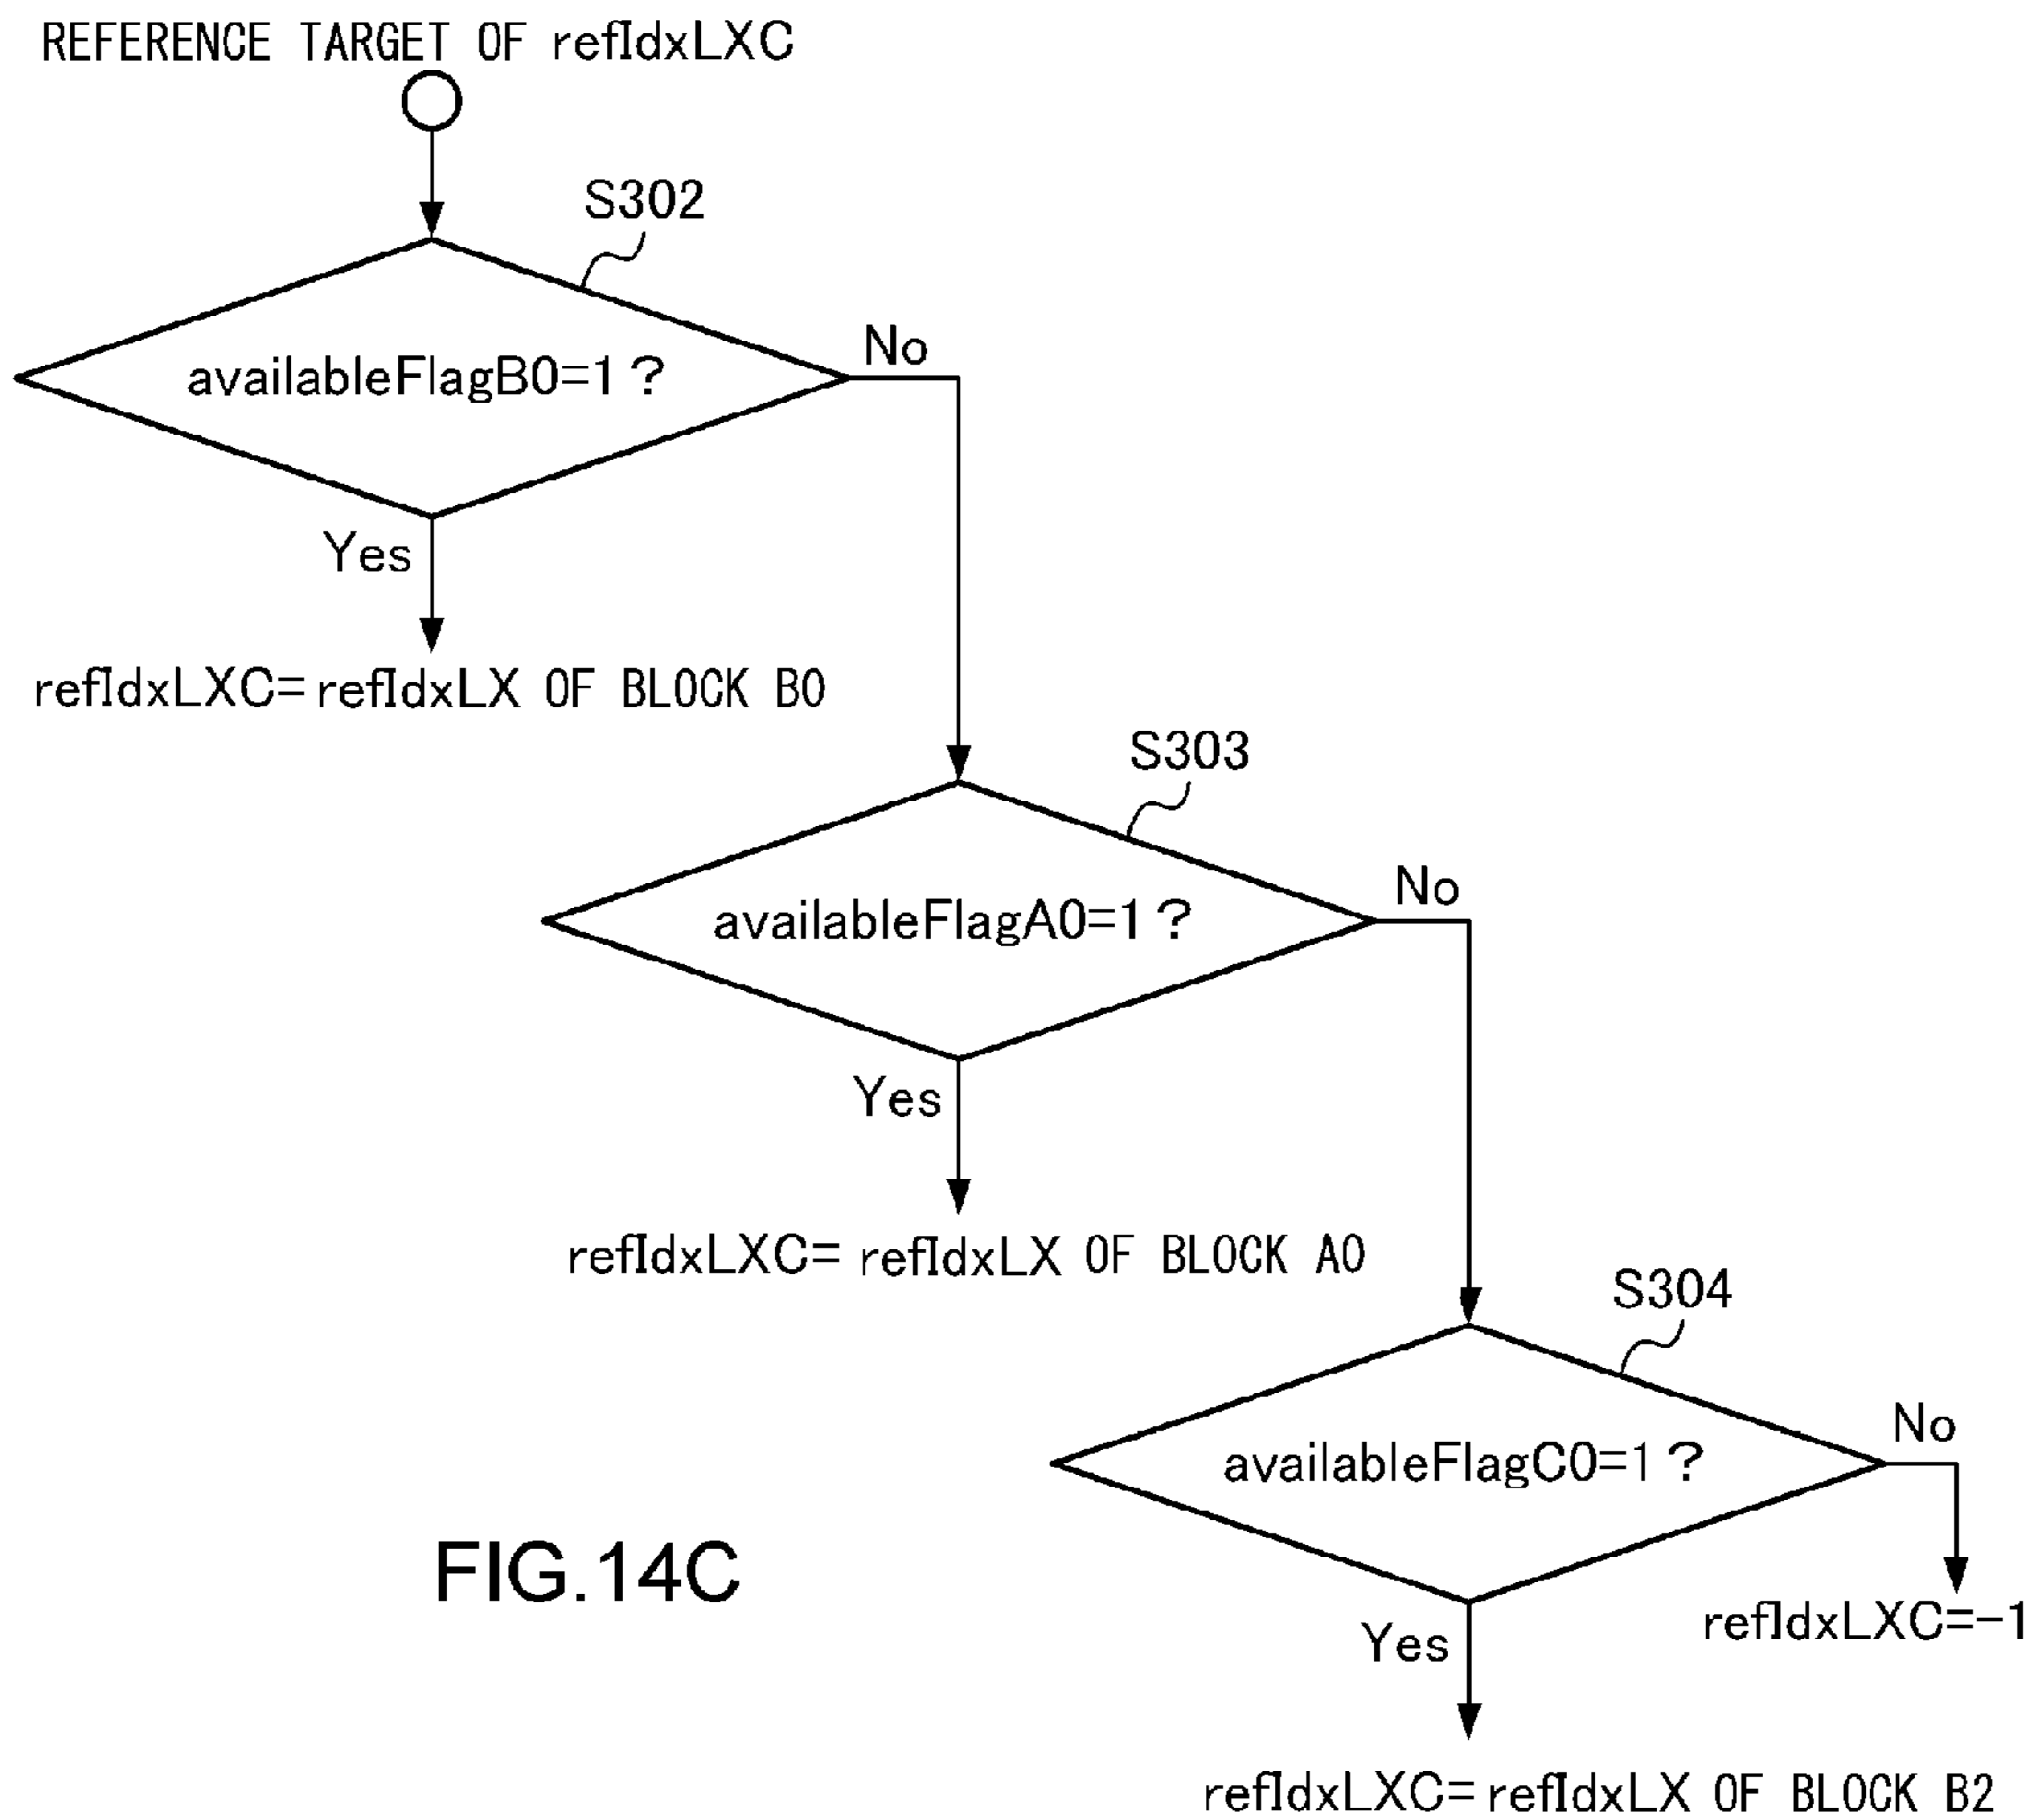 REFERENCE TARGET OF refIdxLXC
S302
availableFlagB0=1?
No
Yes
refIdxLXC=refIdxLX OF BLOCK B0
S303
availableFlagA0=1?
No
Yes
refIdxLXC= refIdxLX OF BLOCK A0
S304
availableFlagC0=1?
No
Yes
refIdxLXC=-1
refIdxLXC=refIdxLX OF BLOCK B2
FIG.14C